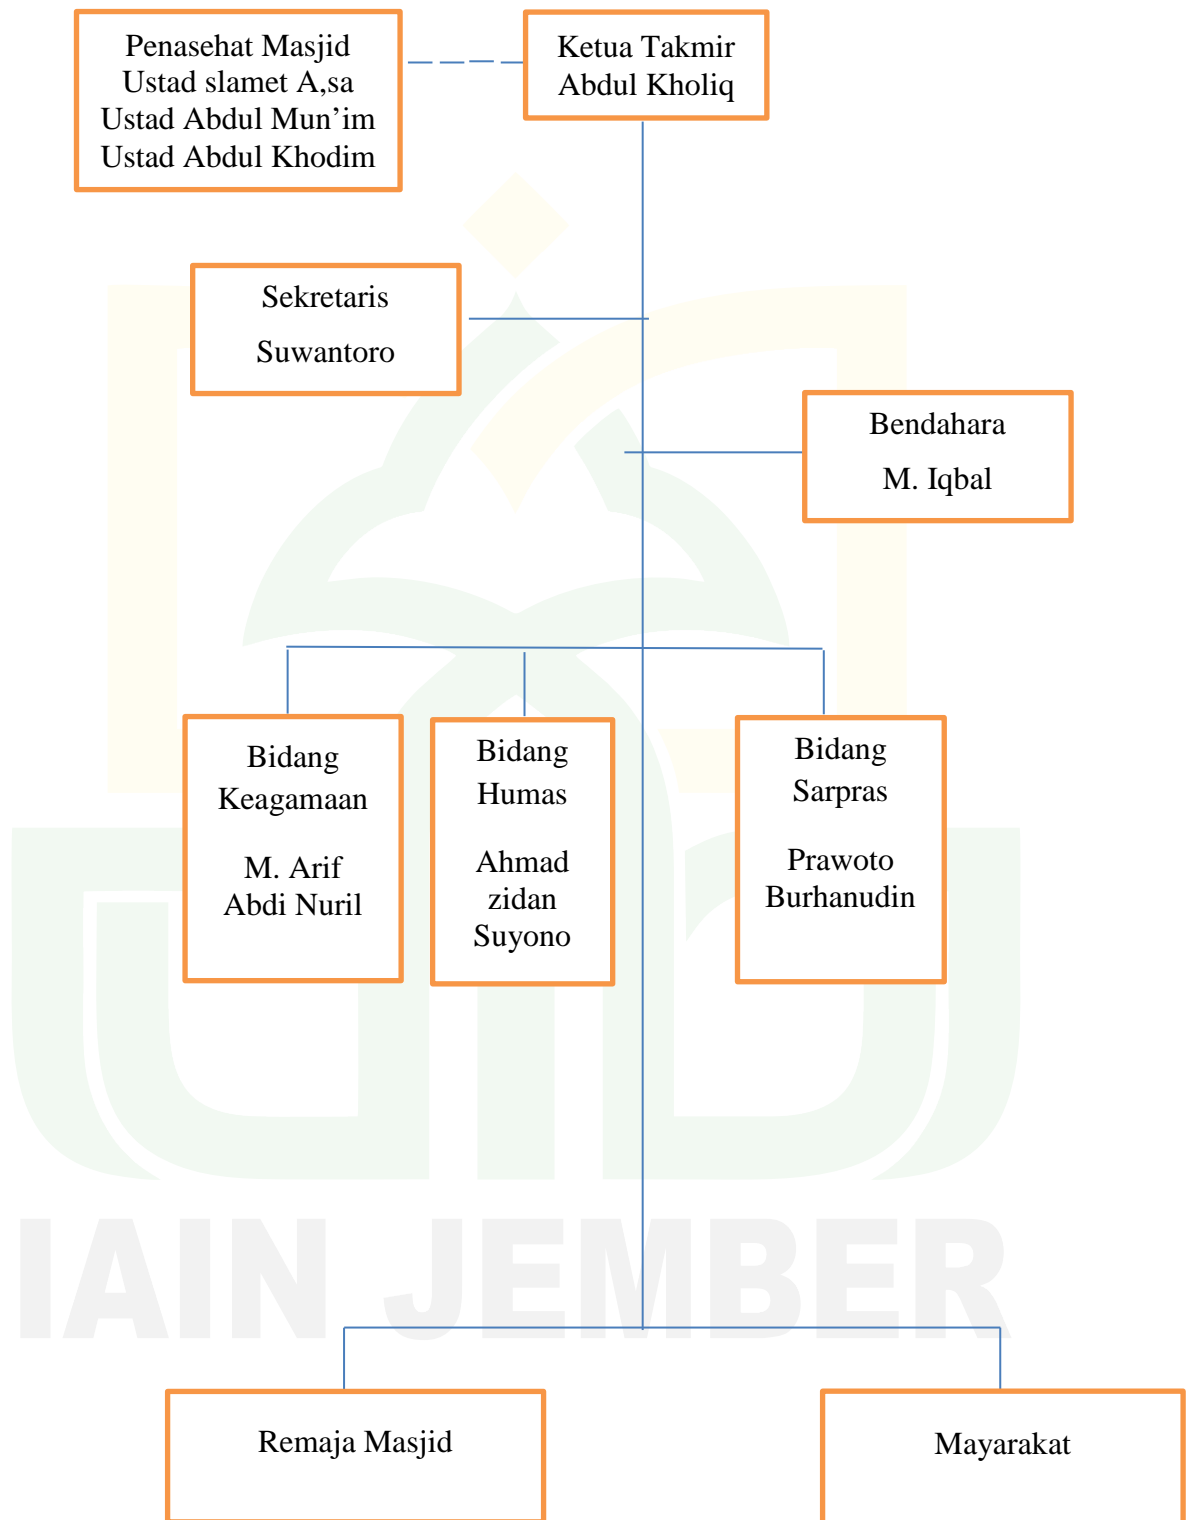 Penasehat Masjid
Ustad slamet A,sa
Ustad Abdul Mun’im
Ustad Abdul Khodim
Ketua Takmir
Abdul Kholiq
Sekretaris
Suwantoro
Bendahara
M. Iqbal
Bidang
Keagamaan
M. Arif
Abdi Nuril
Bidang
Humas
Ahmad
zidan
Suyono
Bidang
Sarpras
Prawoto
Burhanudin
IAIN JEMBER
Remaja Masjid
Mayarakat